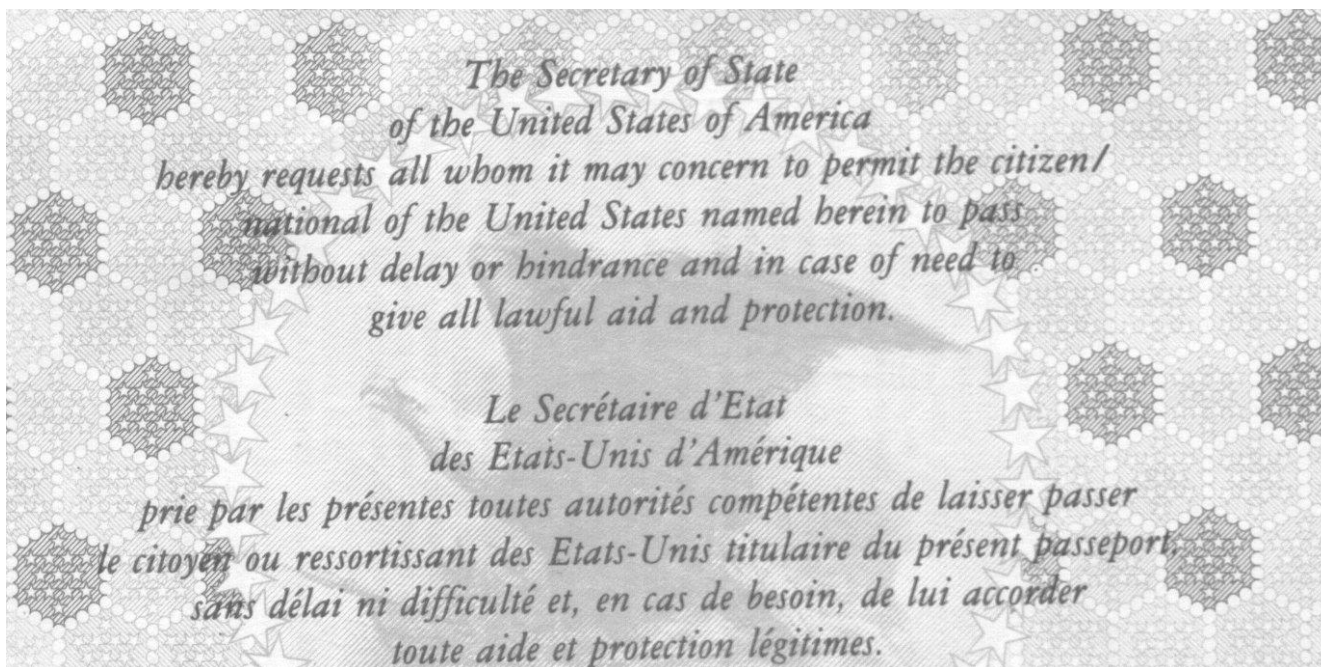 The Secretary of State
of the United States of America
hereby requests all whom it may concern to permit the citizen/
national of the United States named herein to pass
without delay or hindrance and in case of need to
give all lawful aid and protection.
Le Secrétaire d'Etat
des Etats-Unis d'Amérique
prie par les présentes toutes autorités compétentes de laisser passer
le citoyen ou ressortissant des Etats-Unis titulaire du présent passeport,
sans délai ni difficulté et, en cas de besoin, de lui accorder
toute aide et protection légitimes.